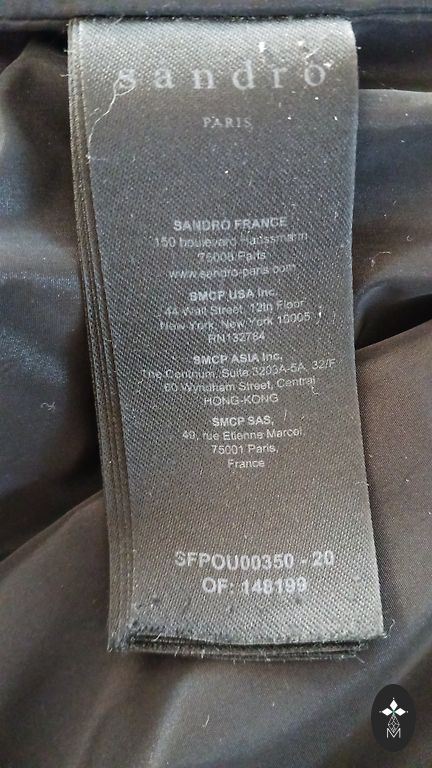 sandro
PARIS
SANDRO FRANCE
150 boulevard Haussmann
75008 Paris
www.sandro-paris.com
SMCP USA Inc.
44 Wall Street, 12th Floor
New York, New York 10005
RN132784
SMCP ASIA Inc,
The Centrium, Suite 3203A-5A, 32/F
60 Wyndham Street, Central
HONG-KONG
SMCP SAS,
49, rue Etienne Marcel,
75001 Paris,
France
SFPOU00350 - 20
OF: 148199
M